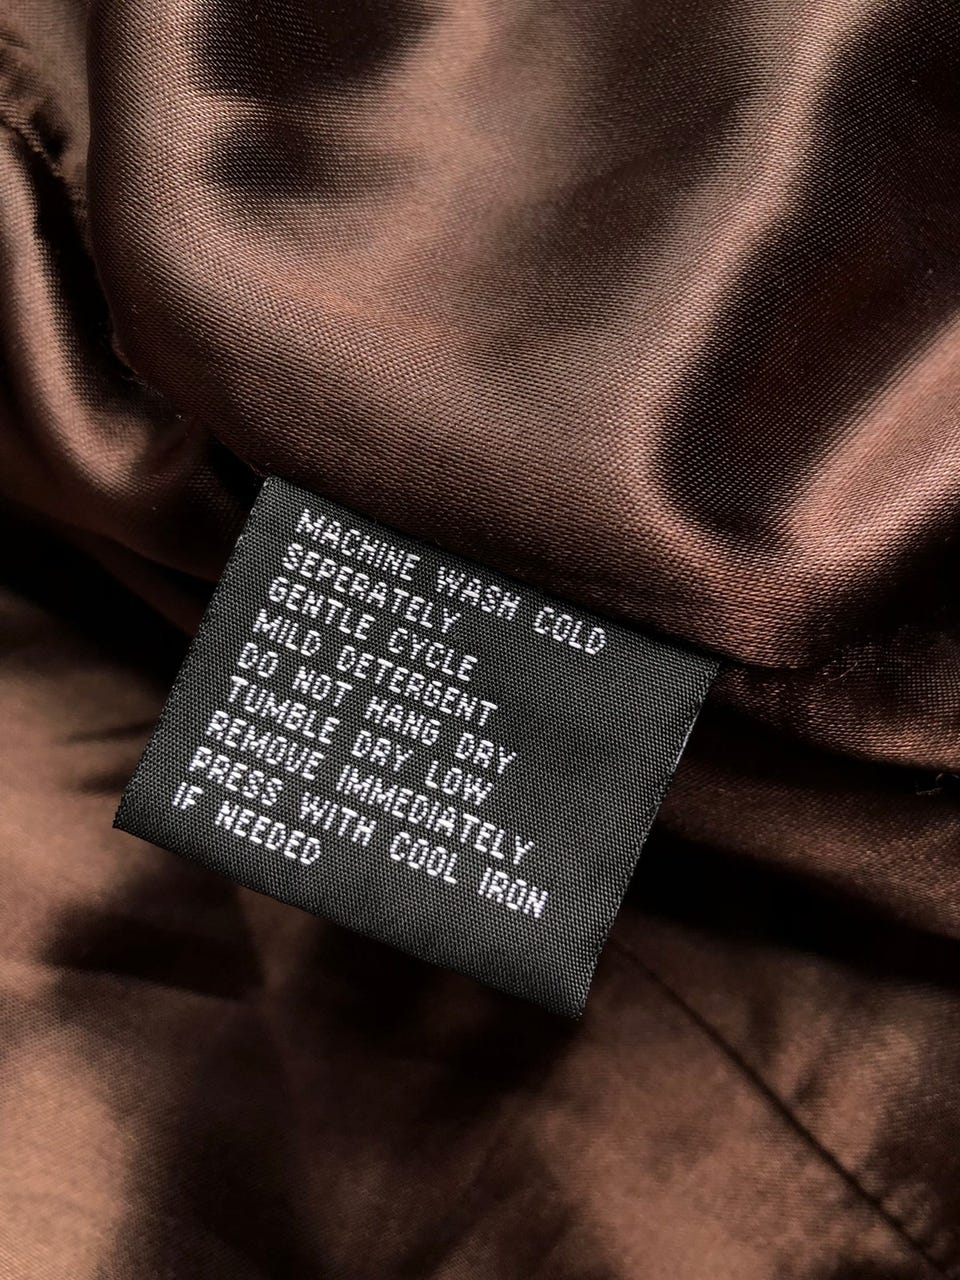 MACHINE WASH COLD
SEPERATELY
GENTLE CYCLE
MILD DETERGENT
DO NOT HANG DRY
TUMBLE DRY LOW
REMOVE IMMEDIATELY
PRESS WITH COOL IRON
IF NEEDED